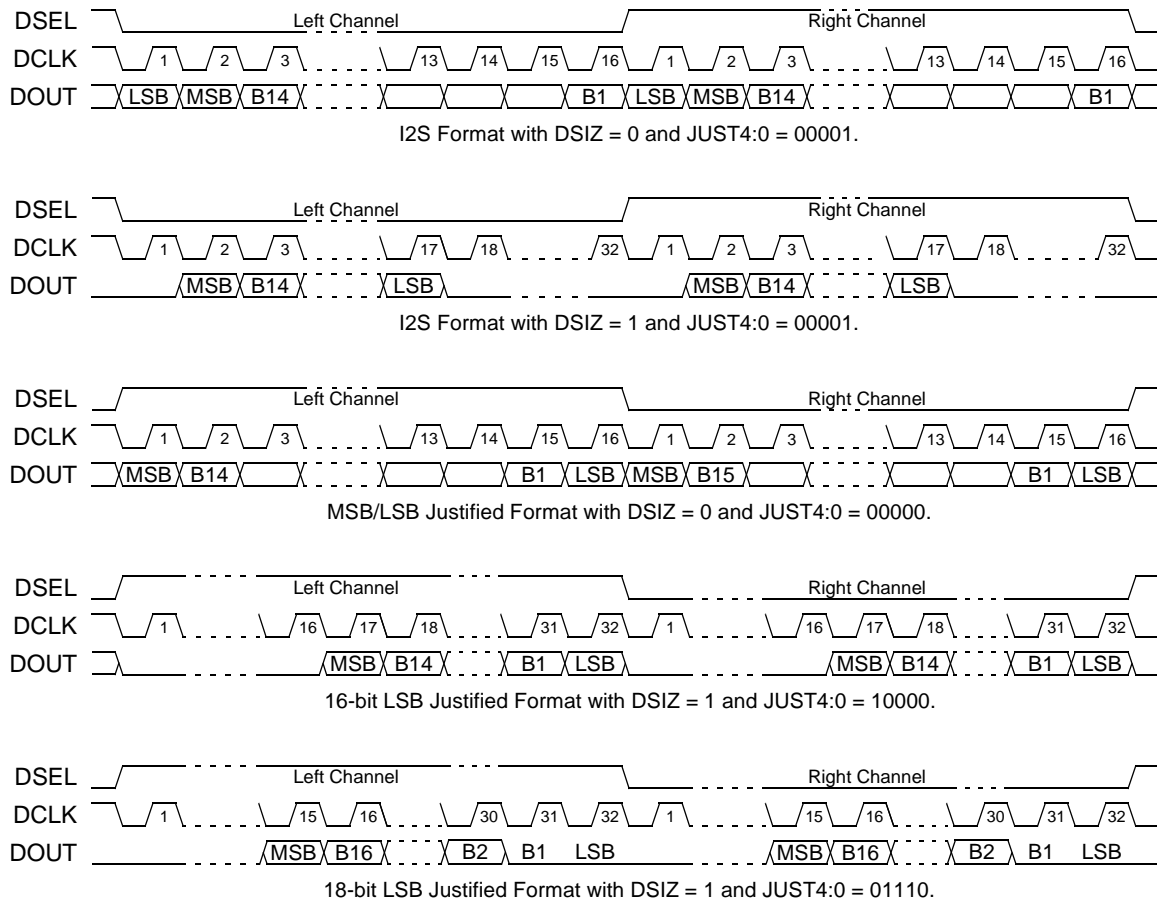 DSEL Left Channel Right Channel
DCLK 1 2 3 13 14 15 16 1 2 3 13 14 15 16
DOUT LSB MSB B14 B1 LSB MSB B14 B1
I2S Format with DSIZ = 0 and JUST4:0 = 00001.
DSEL Left Channel Right Channel
DCLK 1 2 3 17 18 32 1 2 3 17 18 32
DOUT MSB B14 LSB MSB B14 LSB
I2S Format with DSIZ = 1 and JUST4:0 = 00001.
DSEL Left Channel Right Channel
DCLK 1 2 3 13 14 15 16 1 2 3 13 14 15 16
DOUT MSB B14 B1 LSB MSB B15 B1 LSB
MSB/LSB Justified Format with DSIZ = 0 and JUST4:0 = 00000.
DSEL Left Channel Right Channel
DCLK 1 16 17 18 31 32 1 16 17 18 31 32
DOUT MSB B14 B1 LSB MSB B14 B1 LSB
16-bit LSB Justified Format with DSIZ = 1 and JUST4:0 = 10000.
DSEL Left Channel Right Channel
DCLK 1 15 16 30 31 32 1 15 16 30 31 32
DOUT MSB B16 B2 B1 LSB MSB B16 B2 B1 LSB
18-bit LSB Justified Format with DSIZ = 1 and JUST4:0 = 01110.